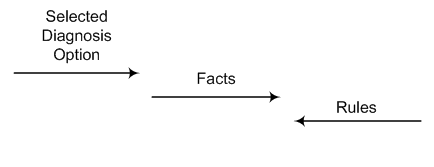 Selected
Diagnosis
Option
Facts
Rules